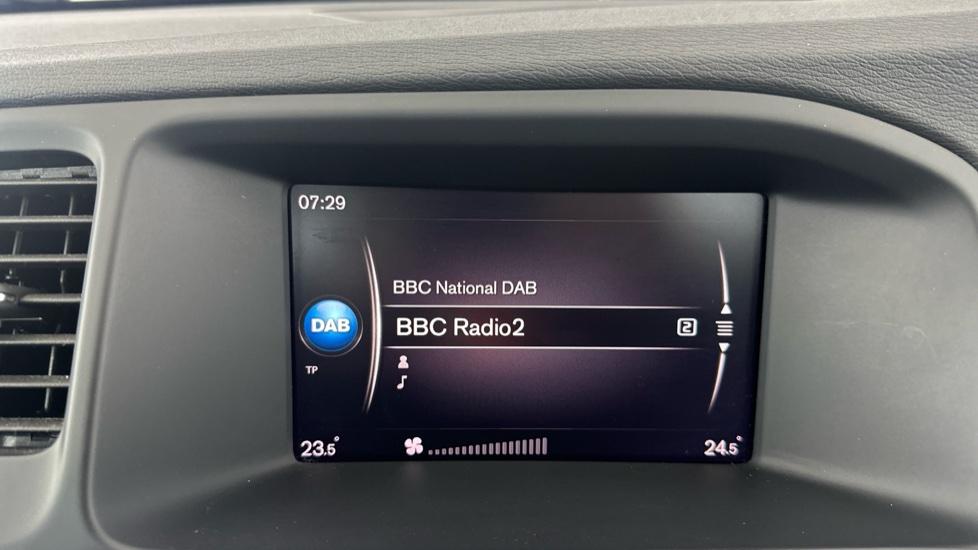 07:29
BBC National DAB
DAB
BBC Radio2
2
TP
23.5°
24.5°